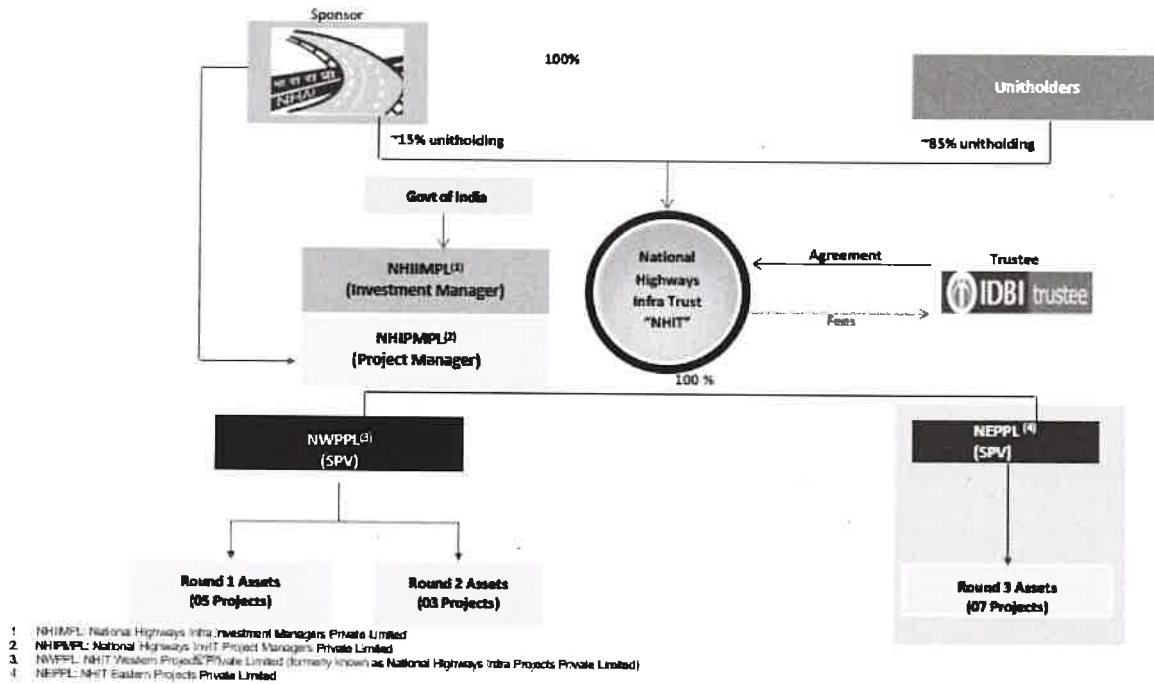 Sponsor
भा रा रा प्रा
NHAI
100%
Unitholders
~15% unitholding
~85% unitholding
Govt of India
NHIIMPL(1)
(Investment Manager)
NHIPMPL(2)
(Project Manager)
National
Highways
Infra Trust
"NHIT"
Agreement
Fees
Trustee
IDBI trustee
100 %
NWPPL(3)
(SPV)
NEPPL (4)
(SPV)
Round 1 Assets
(05 Projects)
Round 2 Assets
(03 Projects)
Round 3 Assets
(07 Projects)
1 NHIIMPL: National Highways Infra Investment Managers Private Limited
2. NHIPMPL: National Highways InvIT Project Managers Private Limited
3. NWPPL: NHIT Western Projects Private Limited (formerly known as National Highways Infra Projects Private Limited)
4. NEPPL: NHIT Eastern Projects Private Limited